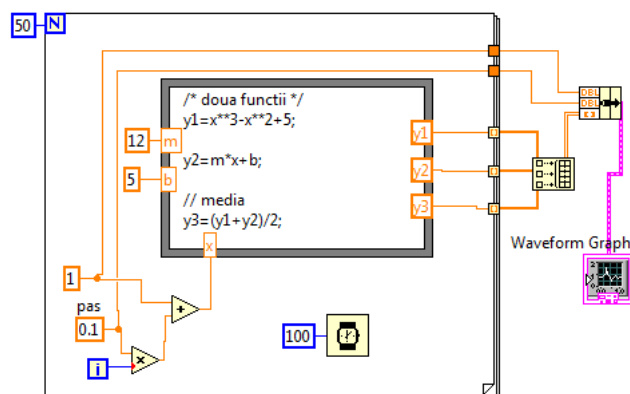 50 N
/* doua functii */
y1=x**3-x**2+5;
12 m
y1
DBL
DBL
y2=m*x+b;
y2
5 b
// media
y3=(y1+y2)/2;
y3
x
Waveform Graph
1
+
pas
0.1
x
i
100